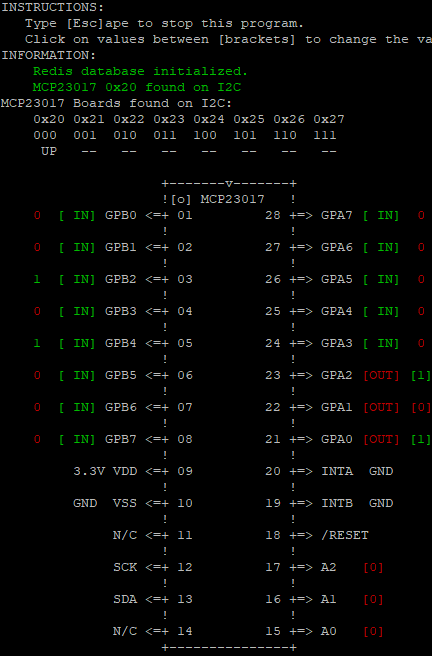 INSTRUCTIONS:
Type [Esc]ape to stop this program.
Click on values between [brackets] to change the va
INFORMATION:
Redis database initialized.
MCP23017 0x20 found on I2C
MCP23017 Boards found on I2C:
0x20 0x21 0x22 0x23 0x24 0x25 0x26 0x27
000 001 010 011 100 101 110 111
UP -- -- -- -- -- -- --
+-------v-------+
![o] MCP23017 !
0 [ IN] GPB0 <=+ 01 28 +=> GPA7 [ IN] 0
! !
0 [ IN] GPB1 <=+ 02 27 +=> GPA6 [ IN] 0
! !
1 [ IN] GPB2 <=+ 03 26 +=> GPA5 [ IN] 0
! !
0 [ IN] GPB3 <=+ 04 25 +=> GPA4 [ IN] 0
! !
1 [ IN] GPB4 <=+ 05 24 +=> GPA3 [ IN] 0
! !
0 [ IN] GPB5 <=+ 06 23 +=> GPA2 [OUT] [1]
! !
0 [ IN] GPB6 <=+ 07 22 +=> GPA1 [OUT] [0]
! !
0 [ IN] GPB7 <=+ 08 21 +=> GPA0 [OUT] [1]
! !
3.3V VDD <=+ 09 20 +=> INTA GND
! !
GND VSS <=+ 10 19 +=> INTB GND
! !
N/C <=+ 11 18 +=> /RESET
! !
SCK <=+ 12 17 +=> A2 [0]
! !
SDA <=+ 13 16 +=> A1 [0]
! !
N/C <=+ 14 15 +=> A0 [0]
+---------------+